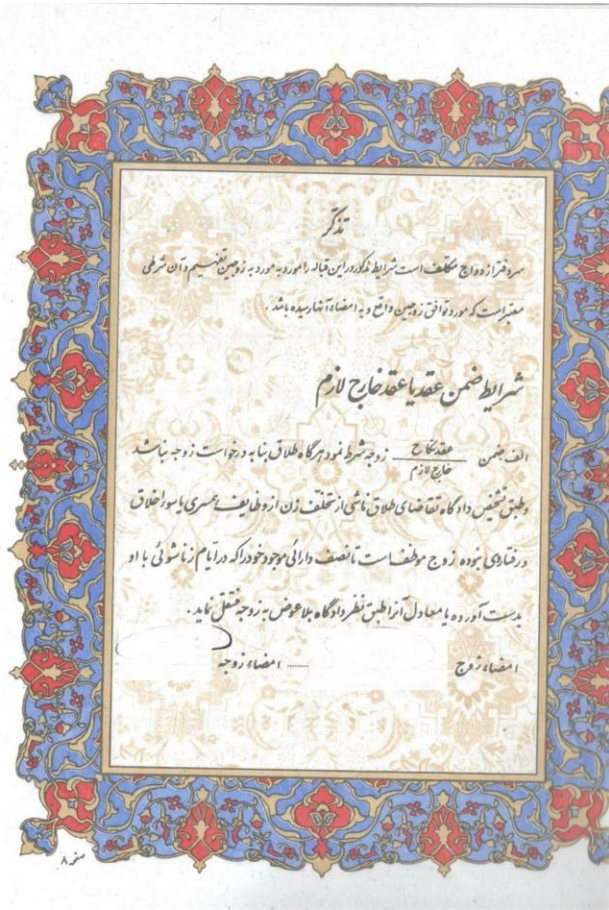 تذکر
سردفتر ازدواج مکلف است شرایط مذکور در این قباله را مورد به مورد به زوجین تفهیم و آن شرطی
معتبر است که مورد توافق زوجین واقع و به امضاء آنها رسیده باشد .
شرایط ضمن عقد یا عقد خارج لازم
الف ـ ضمن عقد نکاح / خارج لازم زوجه شرط نمود هرگاه طلاق بنا به درخواست زوجه نباشد
و طبق تشخیص دادگاه تقاضای طلاق ناشی از تخلف زن از وظایف همسری یا سوء اخلاق
و رفتار وی نبوده زوج موظف است تا نصف دارائی موجود خود را که در ایام زناشوئی با او
بدست آورده یا معادل آنرا طبق نظر دادگاه بلاعوض به زوجه منتقل نماید .
امضاء زوج امضاء زوجه
صفحه ۸